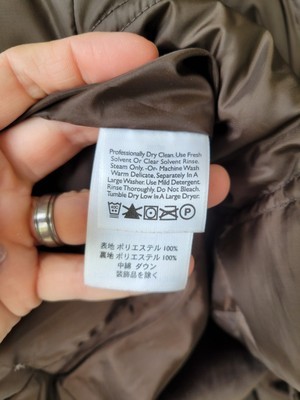 Professionally Dry Clean. Use Fresh
Solvent Or Clear Solvent Rinse.
Steam Only. -Or- Machine Wash
Warm Delicate, Separately In A
Large Washer. Use Mild Detergent.
Rinse Thoroughly. Do Not Bleach.
Tumble Dry Low in A Large Dryer.
P
表地 ポリエステル 100%
中綿 ダウン
裏地 ポリエステル 100%
装飾品を除く